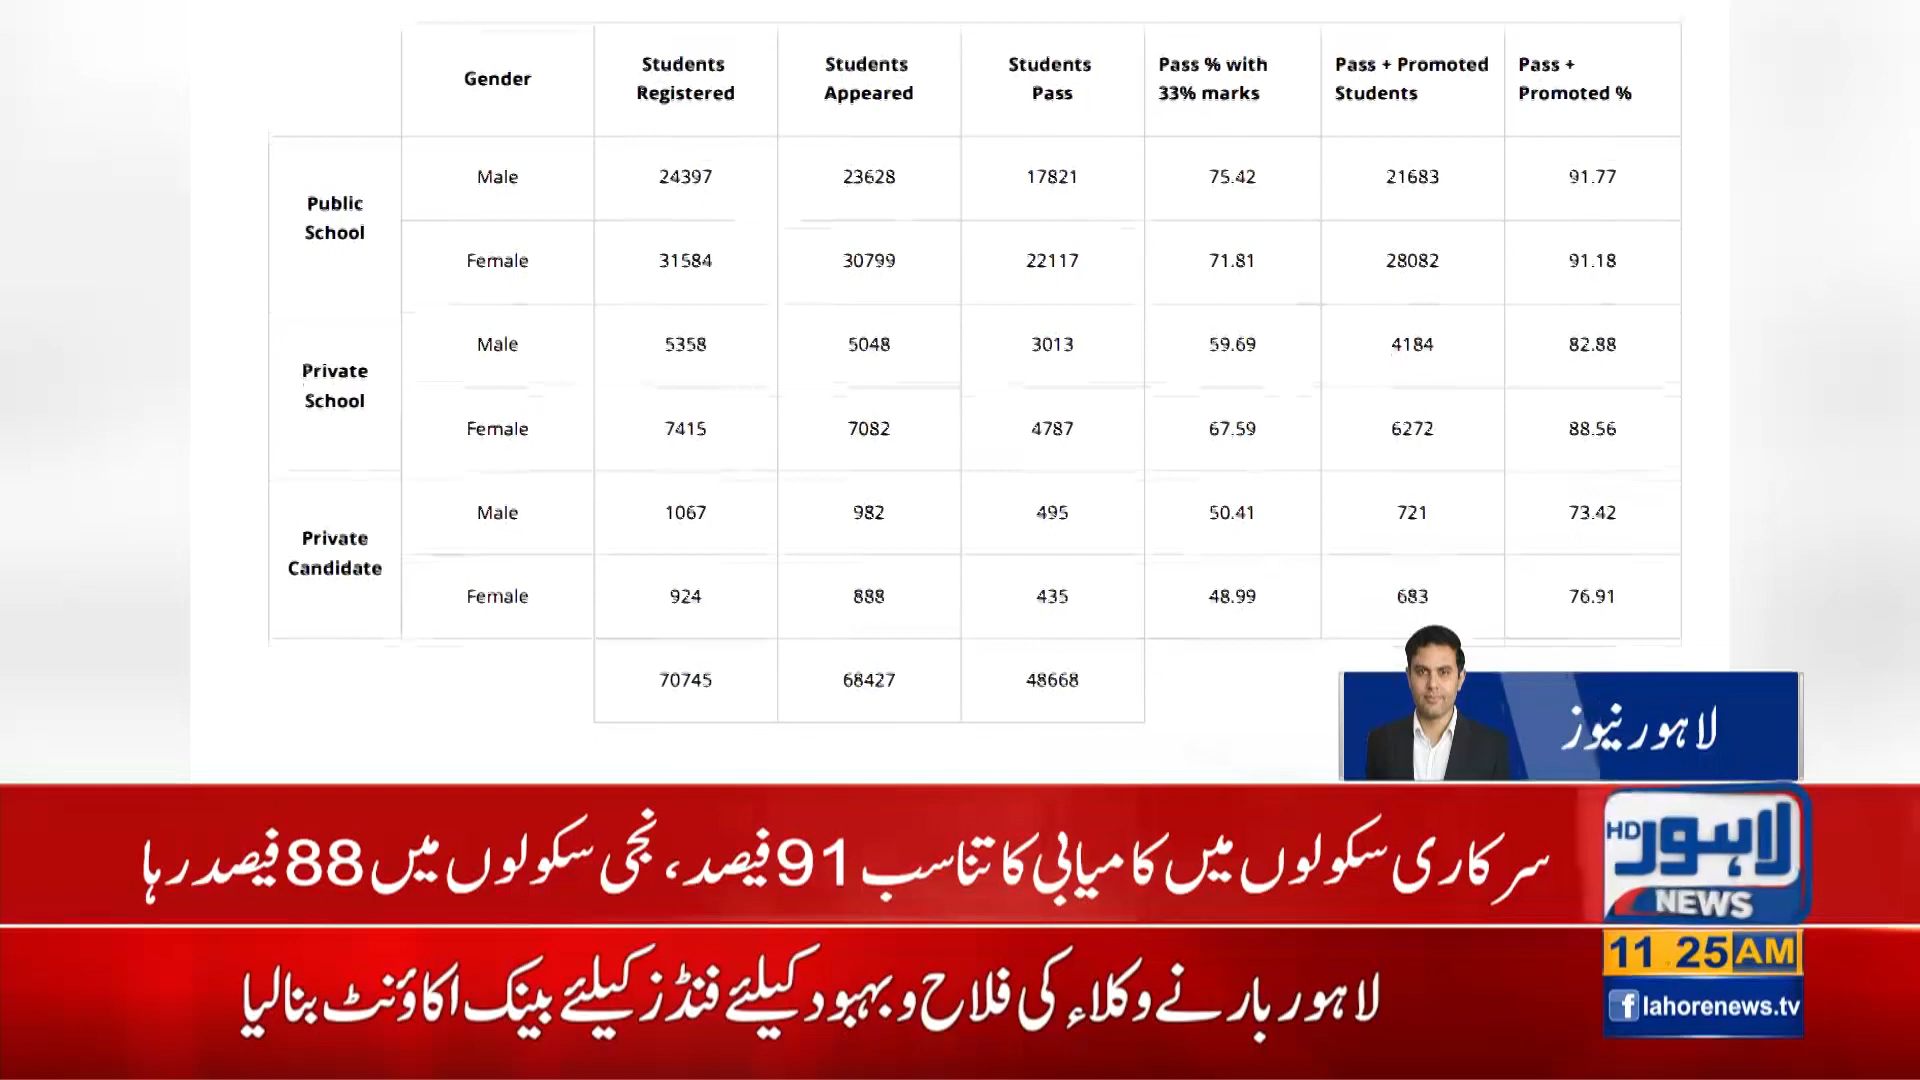 Gender Students Registered Students Appeared Students Pass Pass % with 33% marks Pass + Promoted Students Pass + Promoted %
Public School
Male 24397 23628 17821 75.42 21683 91.77
Female 31584 30799 22117 71.81 28082 91.18
Private School
Male 5358 5048 3013 59.69 4184 82.88
Female 7415 7082 4787 67.59 6272 88.56
Private Candidate
Male 1067 982 495 50.41 721 73.42
Female 924 888 435 48.99 683 76.91
70745 68427 48668
لاہور نیوز
سرکاری سکولوں میں کامیابی کا تناسب 91 فیصد، نجی سکولوں میں 88 فیصد رہا
لاہور HD
NEWS
لاہور بار نے وکلاء کی فلاح و بہبود کیلئے فنڈز کیلئے بینک اکاؤنٹ بنا لیا
11 25 AM
f lahorenews.tv